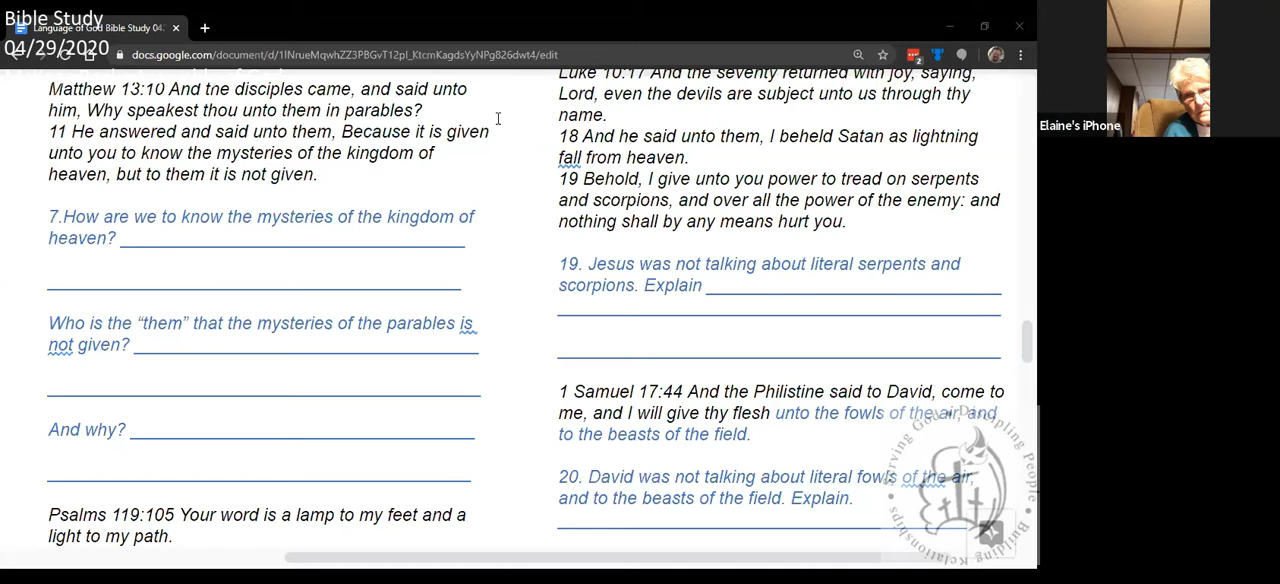 Bible Study
04/29/2020
Language of God Bible Study 04
docs.google.com/document/d/1lNrueMqwhZZ3PBGvT12pl_KtcmKagdsYyNPg826dwt4/edit
2
Matthew 13:10 And the disciples came, and said unto
him, Why speakest thou unto them in parables?
11 He answered and said unto them, Because it is given
unto you to know the mysteries of the kingdom of
heaven, but to them it is not given.
7.How are we to know the mysteries of the kingdom of
heaven?
Who is the “them” that the mysteries of the parables is
not given?
And why?
Psalms 119:105 Your word is a lamp to my feet and a
light to my path.
Luke 10:17 And the seventy returned with joy, saying,
Lord, even the devils are subject unto us through thy
name.
18 And he said unto them, I beheld Satan as lightning
fall from heaven.
19 Behold, I give unto you power to tread on serpents
and scorpions, and over all the power of the enemy: and
nothing shall by any means hurt you.
19. Jesus was not talking about literal serpents and
scorpions. Explain
1 Samuel 17:44 And the Philistine said to David, come to
me, and I will give thy flesh unto the fowls of the air, and
to the beasts of the field.
20. David was not talking about literal fowls of the air,
and to the beasts of the field. Explain.
Serving God • Discipling People • Building Relationships •
Elaine's iPhone